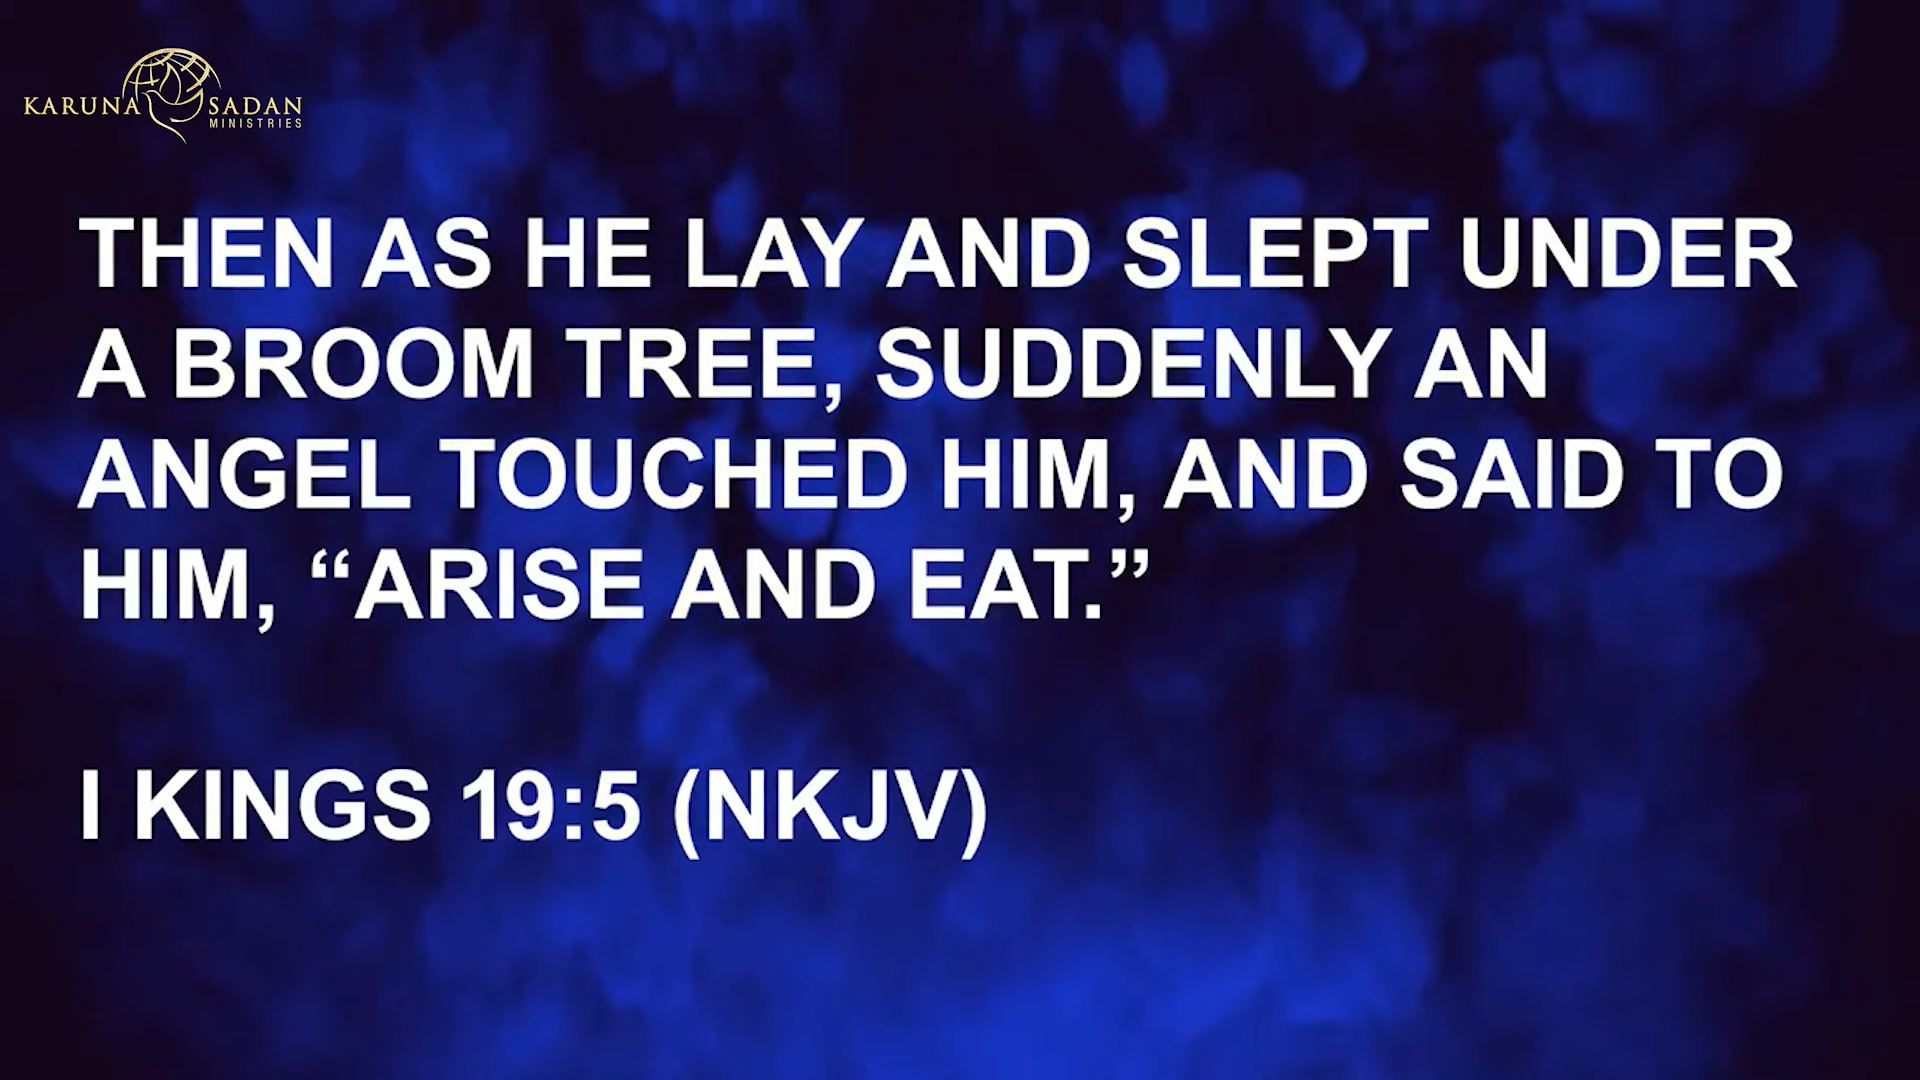 KARUNA SADAN
MINISTRIES
THEN AS HE LAY AND SLEPT UNDER
A BROOM TREE, SUDDENLY AN
ANGEL TOUCHED HIM, AND SAID TO
HIM, “ARISE AND EAT.”
I KINGS 19:5 (NKJV)